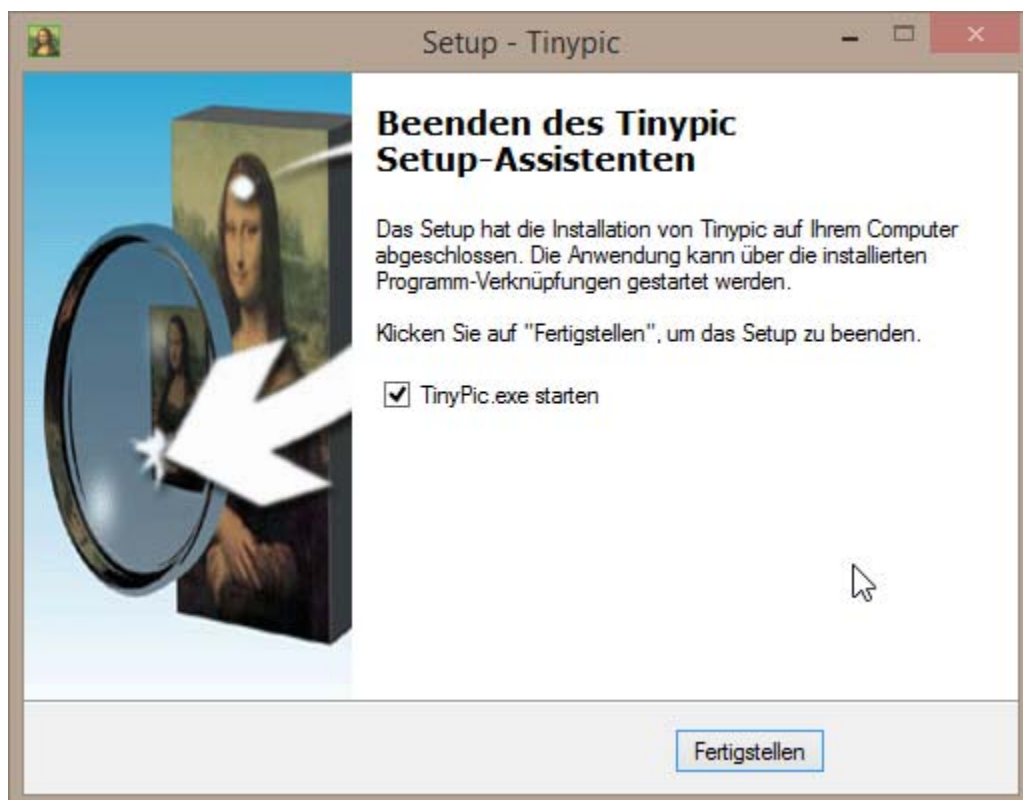 Setup - Tinypic
Beenden des Tinypic
Setup-Assistenten
Das Setup hat die Installation von Tinypic auf Ihrem Computer
abgeschlossen. Die Anwendung kann über die installierten
Programm-Verknüpfungen gestartet werden.
Klicken Sie auf "Fertigstellen", um das Setup zu beenden.
TinyPic.exe starten
Fertigstellen